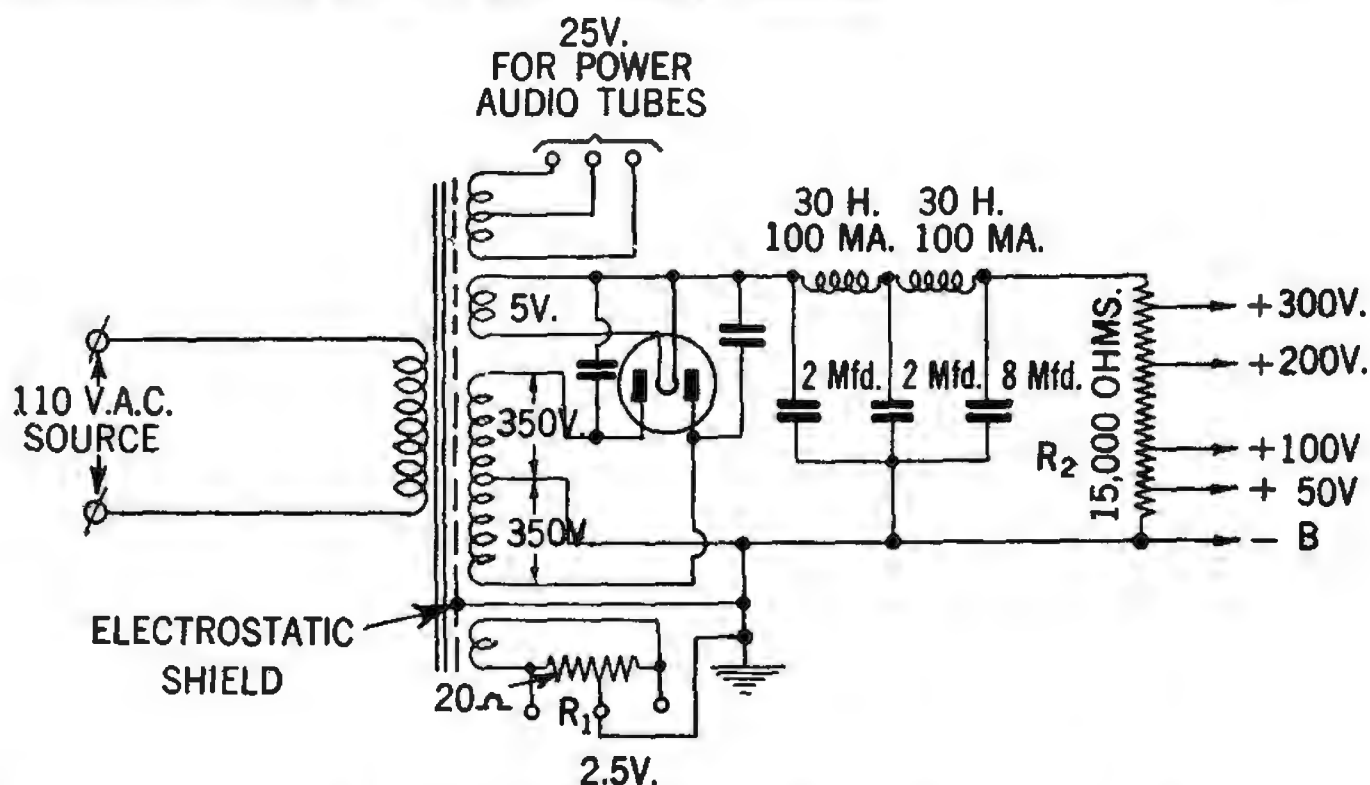 25V.
FOR POWER
AUDIO TUBES
30 H. 30 H.
100 MA. 100 MA.
5V.
+300V.
+200V.
+100V
+ 50V
- B
15,000 OHMS.
R2
2 Mfd. 2 Mfd. 8 Mfd.
110 V.A.C.
SOURCE
350V.
350V
ELECTROSTATIC
SHIELD
20Ω
R1
2.5V.